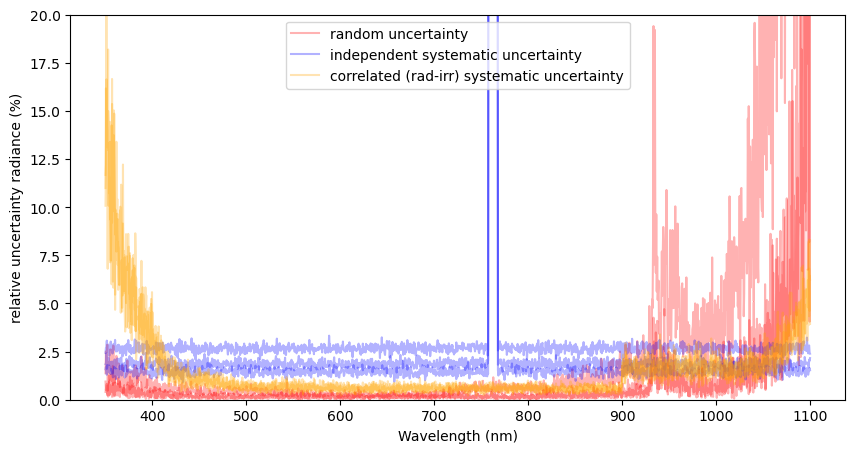 random uncertainty
independent systematic uncertainty
correlated (rad-irr) systematic uncertainty
relative uncertainty radiance (%)
20.0
17.5
15.0
12.5
10.0
7.5
5.0
2.5
0.0
400 500 600 700 800 900 1000 1100
Wavelength (nm)